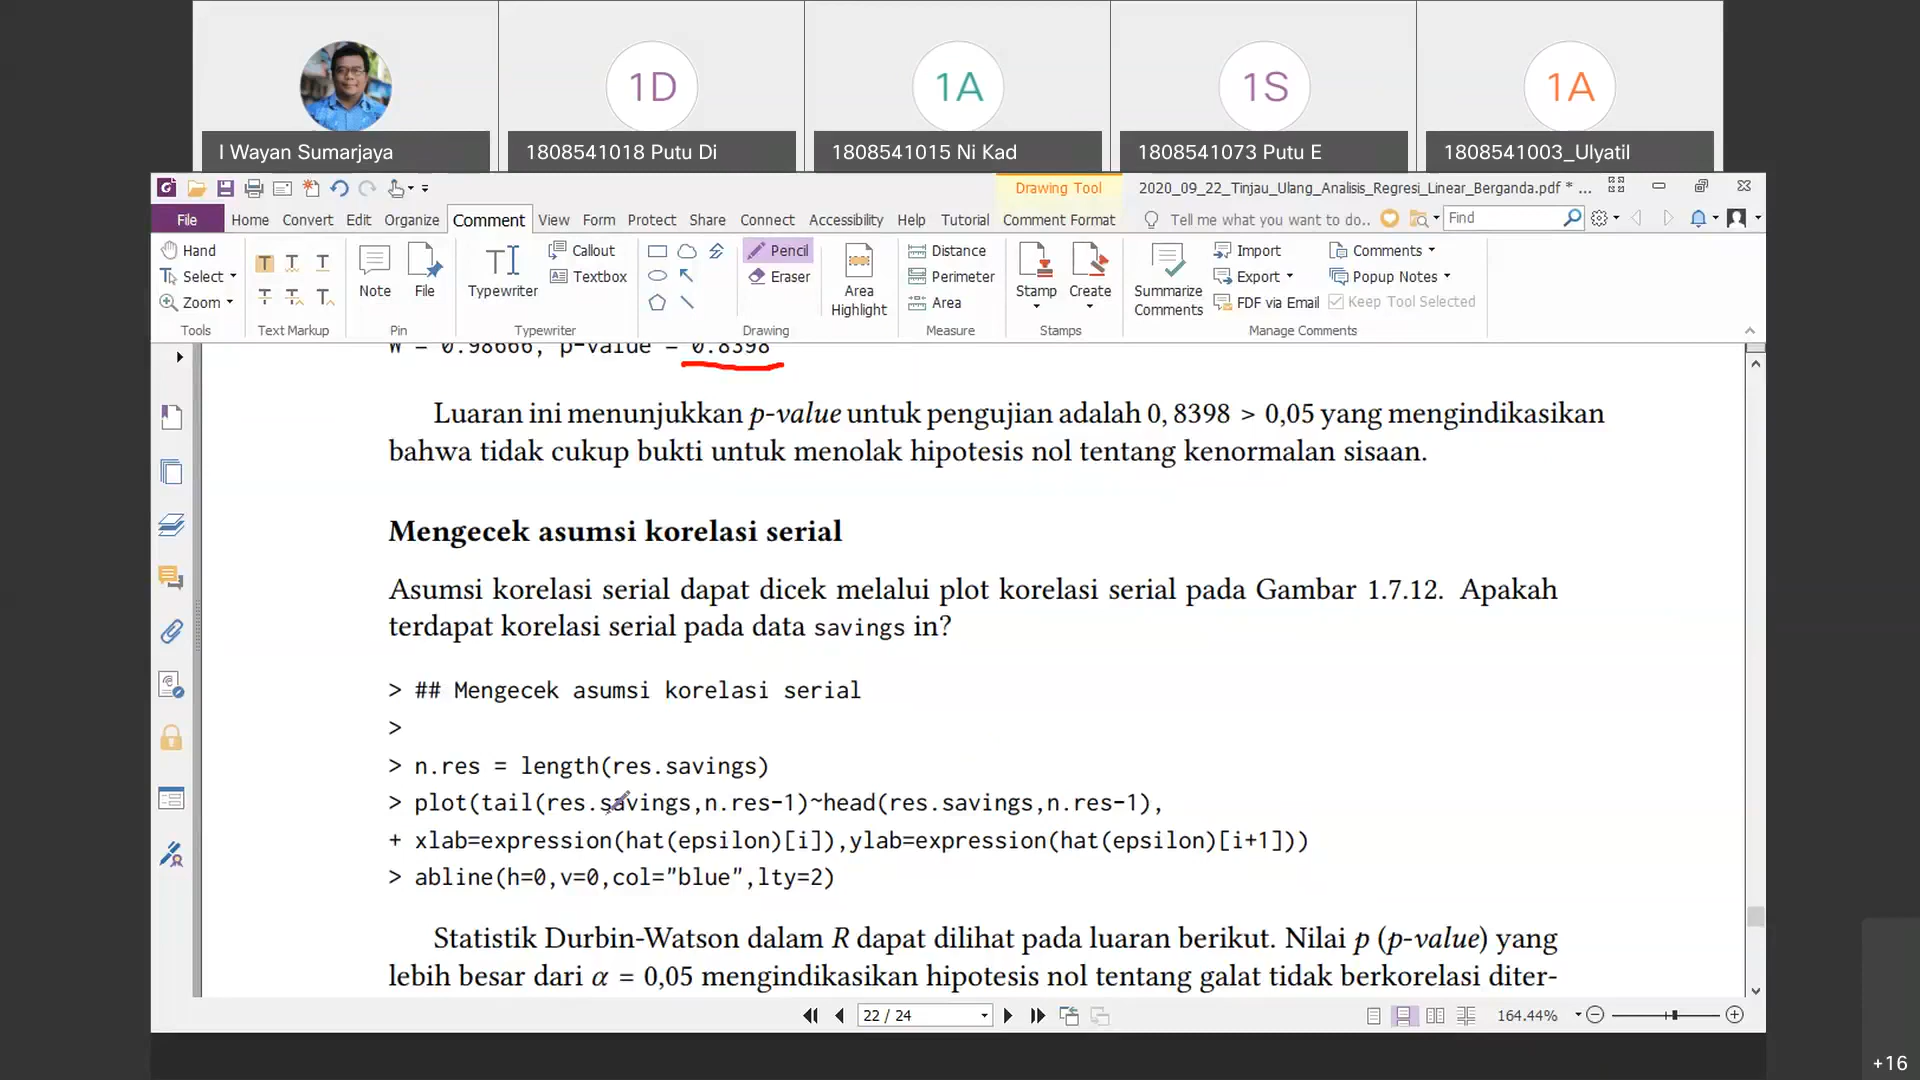 1D
1A
1S
1A
I Wayan Sumarjaya
1808541018 Putu Di
1808541015 Ni Kad
1808541073 Putu E
1808541003_Ulyatil
Drawing Tool
2020_09_22_Tinjau_Ulang_Analisis_Regresi_Linear_Berganda.pdf * ...
File Home Convert Edit Organize Comment View Form Protect Share Connect Accessibility Help Tutorial Comment Format Tell me what you want to do.. Find
Hand
Select
Zoom
Tools
Text Markup
Note
File
Pin
Typewriter
Callout
Textbox
Typewriter
Pencil
Eraser
Drawing
Area
Highlight
Distance
Perimeter
Area
Measure
Stamp
Create
Stamps
Summarize
Comments
Import
Export
FDF via Email
Comments
Popup Notes
Keep Tool Selected
Manage Comments
W = 0.98666, p-value = 0.8398
Luaran ini menunjukkan p-value untuk pengujian adalah 0, 8398 > 0,05 yang mengindikasikan
bahwa tidak cukup bukti untuk menolak hipotesis nol tentang kenormalan sisaan.
Mengecek asumsi korelasi serial
Asumsi korelasi serial dapat dicek melalui plot korelasi serial pada Gambar 1.7.12. Apakah
terdapat korelasi serial pada data savings in?
> ## Mengecek asumsi korelasi serial
>
> n.res = length(res.savings)
> plot(tail(res.savings,n.res-1)~head(res.savings,n.res-1),
+ xlab=expression(hat(epsilon)[i]),ylab=expression(hat(epsilon)[i+1]))
> abline(h=0,v=0,col="blue",lty=2)
Statistik Durbin-Watson dalam R dapat dilihat pada luaran berikut. Nilai p (p-value) yang
lebih besar dari α = 0,05 mengindikasikan hipotesis nol tentang galat tidak berkorelasi diter-
22 / 24
164.44%
+16